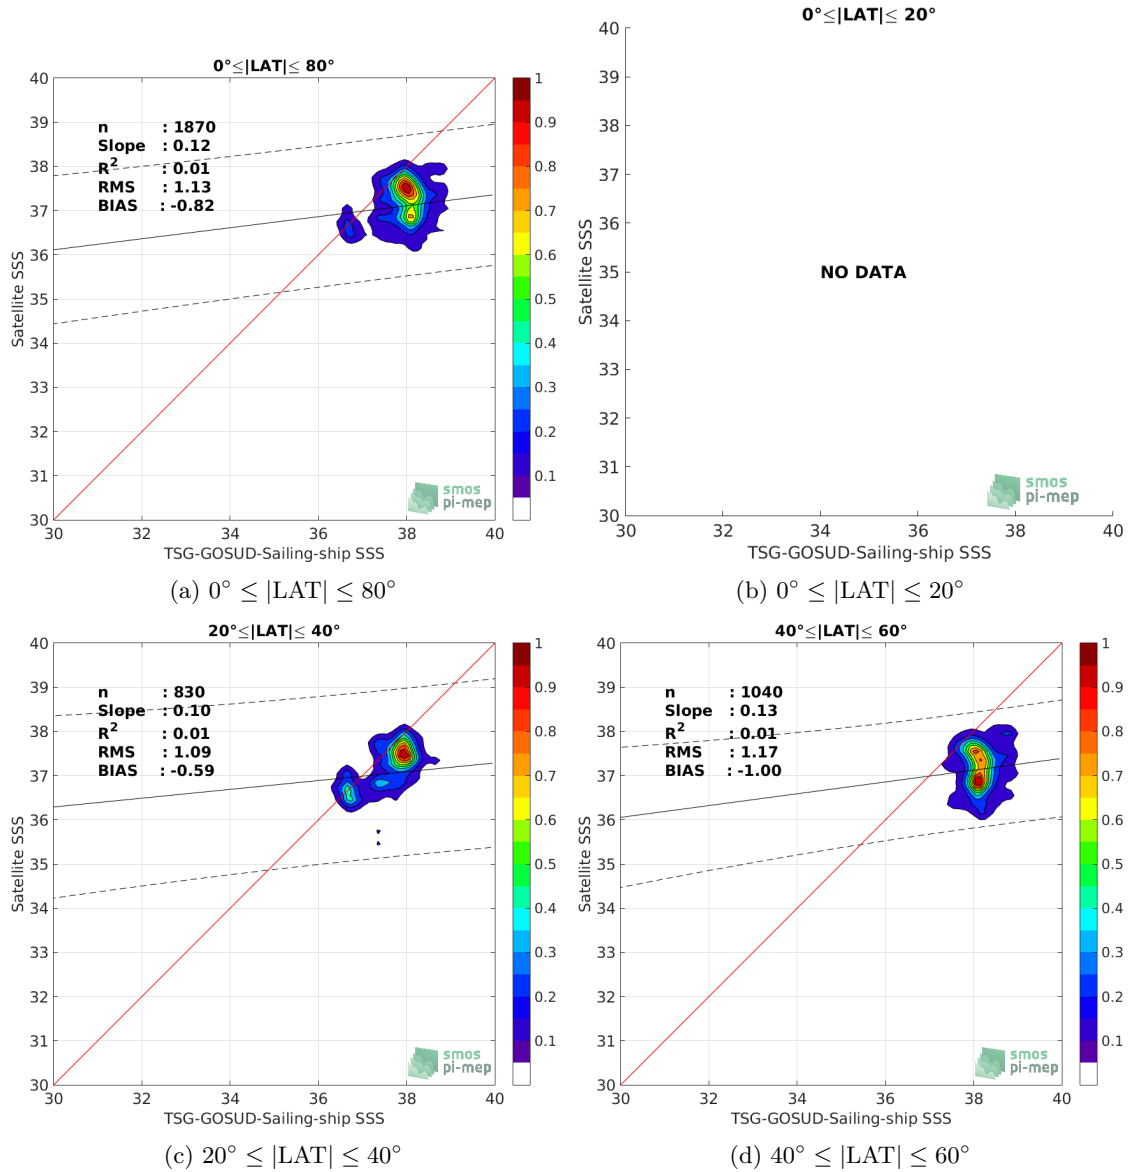 0°≤|LAT|≤ 80°
n : 1870
Slope : 0.12
R2 : 0.01
RMS : 1.13
BIAS : -0.82
40
39
38
37
36
35
34
33
32
31
30
30 32 34 36 38 40
Satellite SSS
TSG-GOSUD-Sailing-ship SSS
1
0.9
0.8
0.7
0.6
0.5
0.4
0.3
0.2
0.1
smos
pi-mep
(a) 0° ≤ |LAT| ≤ 80°
0°≤|LAT|≤ 20°
40
39
38
37
36
35
34
33
32
31
30
30 32 34 36 38 40
Satellite SSS
NO DATA
TSG-GOSUD-Sailing-ship SSS
smos
pi-mep
(b) 0° ≤ |LAT| ≤ 20°
20°≤|LAT|≤ 40°
n : 830
Slope : 0.10
R2 : 0.01
RMS : 1.09
BIAS : -0.59
40
39
38
37
36
35
34
33
32
31
30
30 32 34 36 38 40
Satellite SSS
TSG-GOSUD-Sailing-ship SSS
1
0.9
0.8
0.7
0.6
0.5
0.4
0.3
0.2
0.1
smos
pi-mep
(c) 20° ≤ |LAT| ≤ 40°
40°≤|LAT|≤ 60°
n : 1040
Slope : 0.13
R2 : 0.01
RMS : 1.17
BIAS : -1.00
40
39
38
37
36
35
34
33
32
31
30
30 32 34 36 38 40
Satellite SSS
TSG-GOSUD-Sailing-ship SSS
1
0.9
0.8
0.7
0.6
0.5
0.4
0.3
0.2
0.1
smos
pi-mep
(d) 40° ≤ |LAT| ≤ 60°